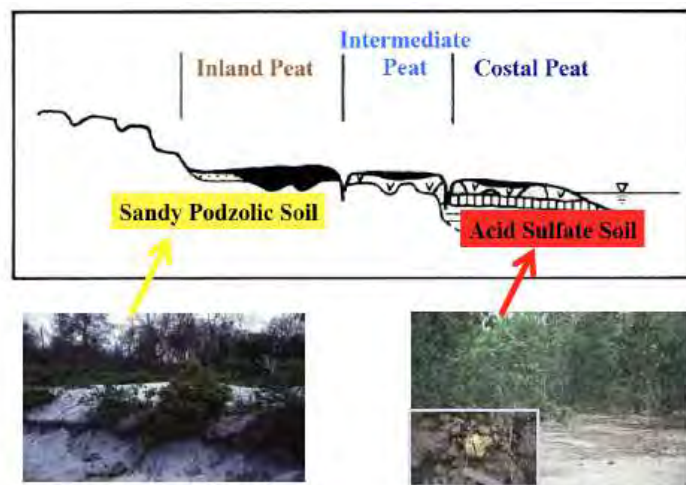 Inland Peat
Intermediate
Peat
Costal Peat
Sandy Podzolic Soil
Acid Sulfate Soil